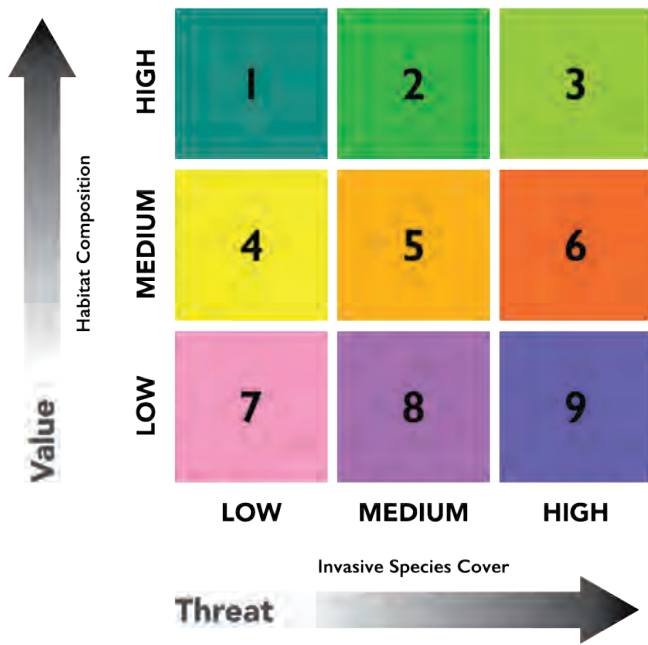 HIGH
1
2
3
Habitat Composition
MEDIUM
4
5
6
Value
LOW
7
8
9
LOW
MEDIUM
HIGH
Invasive Species Cover
Threat